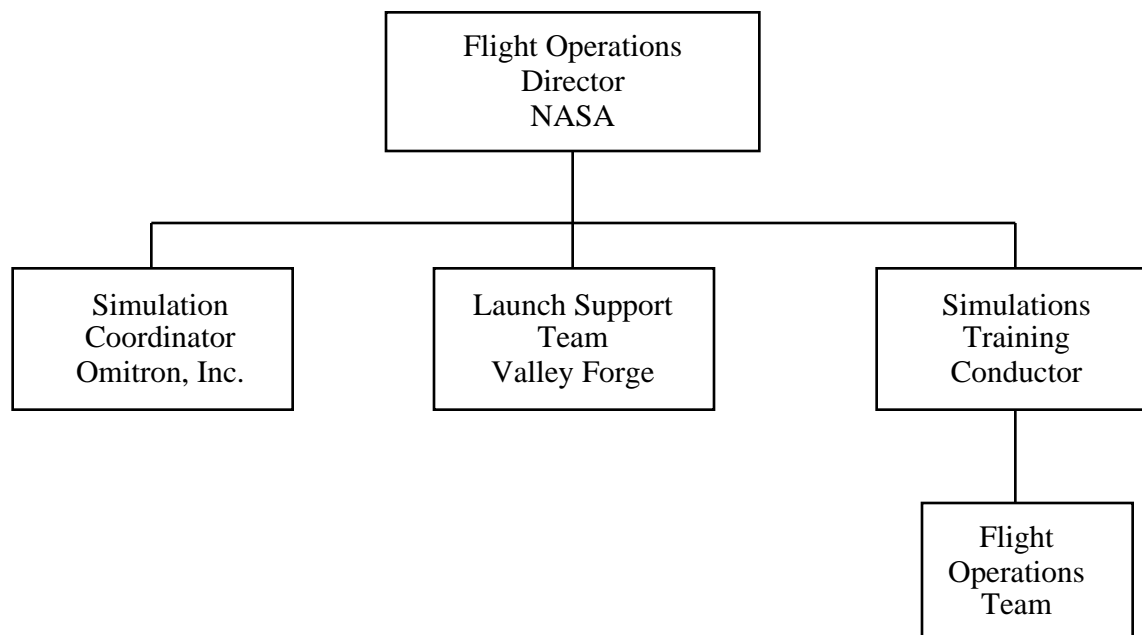 Flight Operations
Director
NASA
Simulation
Coordinator
Omitron, Inc.
Launch Support
Team
Valley Forge
Simulations
Training
Conductor
Flight
Operations
Team